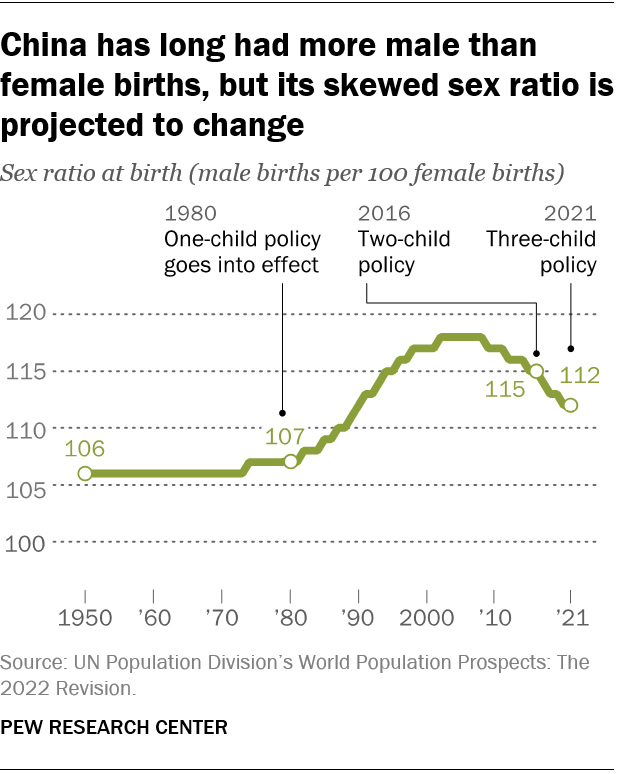 China has long had more male than
female births, but its skewed sex ratio is
projected to change
Sex ratio at birth (male births per 100 female births)
1980
One-child policy
goes into effect
2016
Two-child
policy
2021
Three-child
policy
120
115
110
105
100
106
107
115
112
1950
’60
’70
’80
’90
2000
’10
’21
Source: UN Population Division’s World Population Prospects: The
2022 Revision.
PEW RESEARCH CENTER